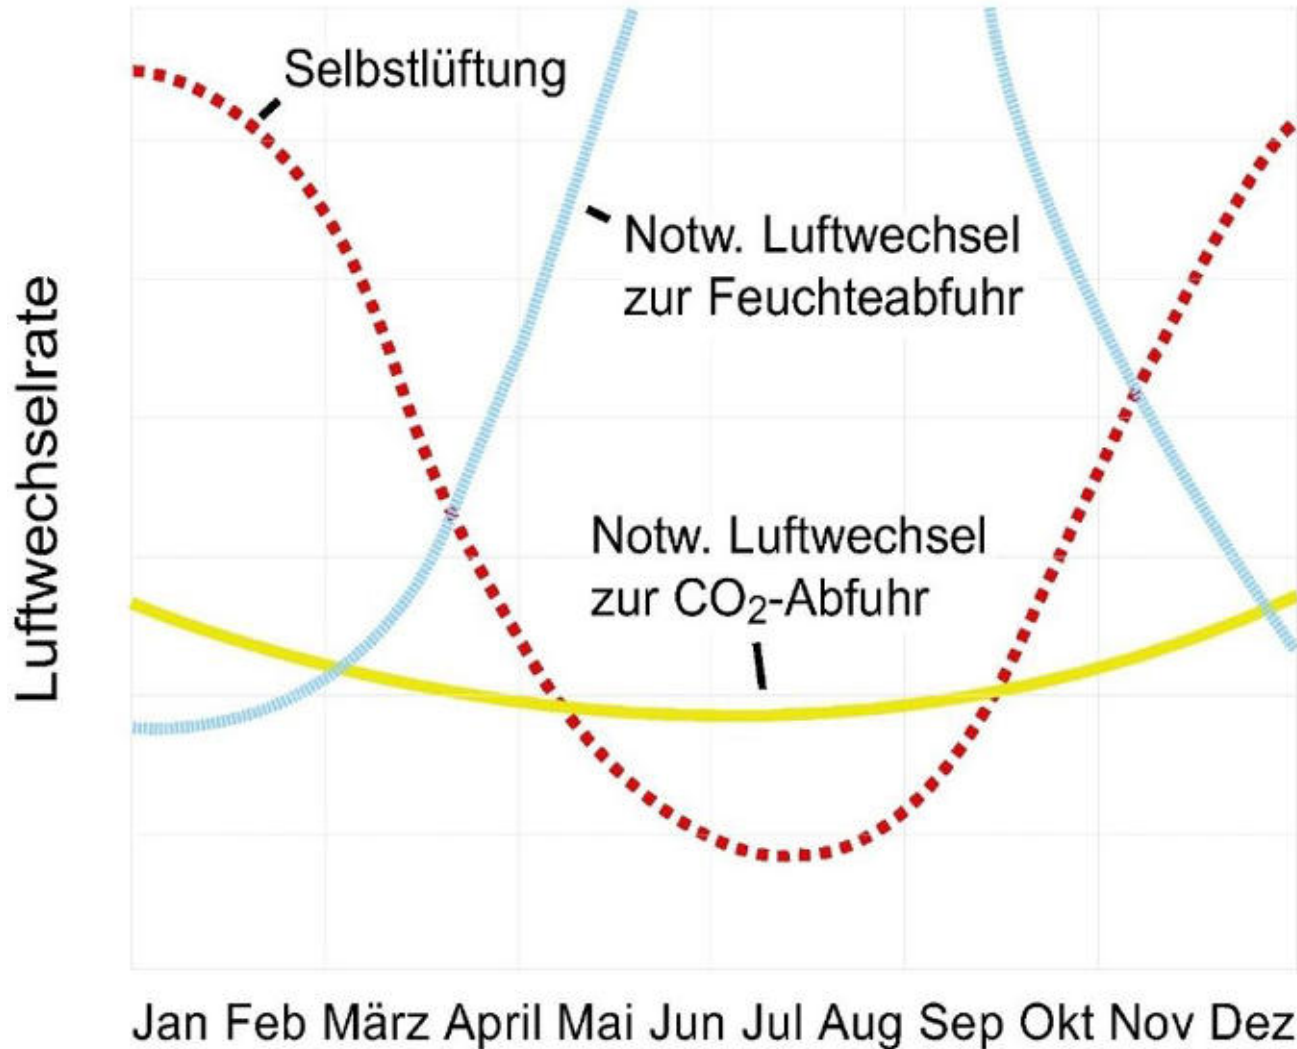 Selbstlüftung
Notw. Luftwechsel
zur Feuchteabfuhr
Luftwechselrate
Notw. Luftwechsel
zur CO₂-Abfuhr
Jan Feb März April Mai Jun Jul Aug Sep Okt Nov Dez